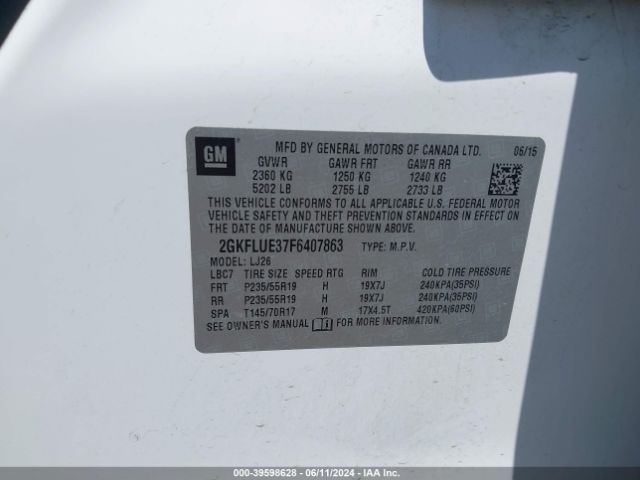 GM
MFD BY GENERAL MOTORS OF CANADA LTD. 06/15
GVWR GAWR FRT GAWR RR
2360 KG 1250 KG 1240 KG
5202 LB 2755 LB 2733 LB
THIS VEHICLE CONFORMS TO ALL APPLICABLE U.S. FEDERAL MOTOR
VEHICLE SAFETY AND THEFT PREVENTION STANDARDS IN EFFECT ON
THE DATE OF MANUFACTURE SHOWN ABOVE.
2GKFLUE37F6407863 TYPE: M.P.V.
MODEL: LJ26
LBC7 TIRE SIZE SPEED RTG RIM COLD TIRE PRESSURE
FRT P235/55R19 H 19X7J 240KPA(35PSI)
RR P235/55R19 H 19X7J 240KPA(35PSI)
SPA T145/70R17 M 17X4.5T 420KPA(60PSI)
SEE OWNER'S MANUAL FOR MORE INFORMATION.
000-39598628 - 06/11/2024 - IAAI.COM